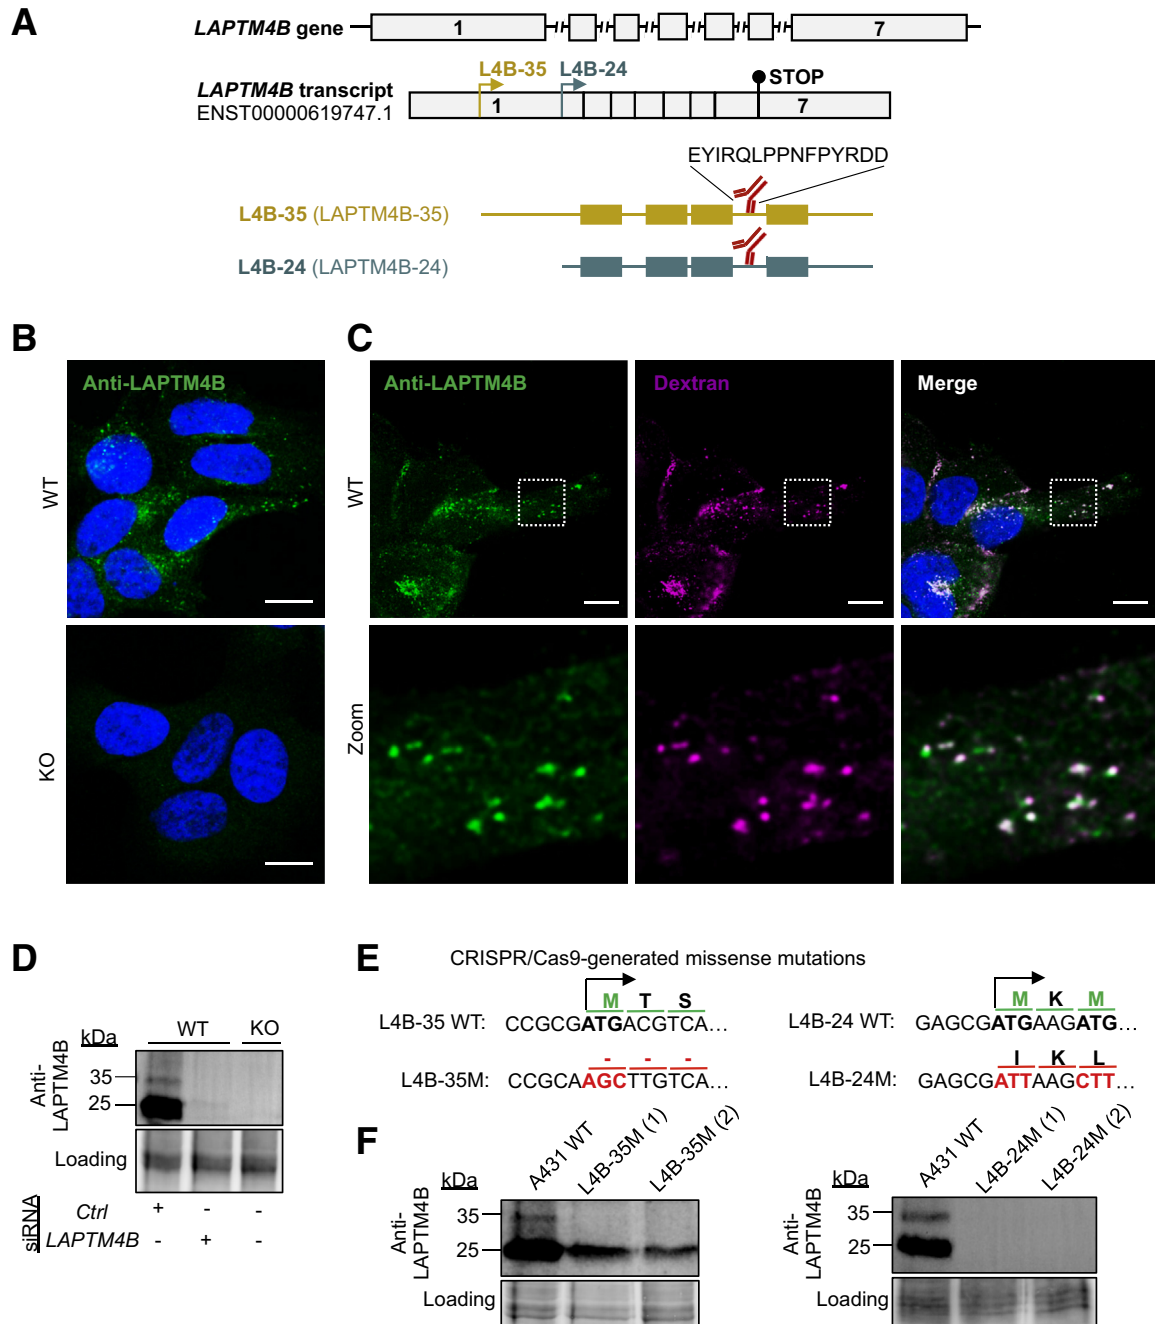 A
LAPTM4B gene
1
7
L4B-35
L4B-24
STOP
LAPTM4B transcript
ENST00000619747.1
1
7
EYIRQLPPNFPYRDD
L4B-35 (LAPTM4B-35)
L4B-24 (LAPTM4B-24)
B
C
WT
Anti-LAPTM4B
KO
WT
Anti-LAPTM4B
Dextran
Merge
Zoom
D
kDa
WT
KO
Anti-
LAPTM4B
35
25
Loading
siRNA
Ctrl + - -
LAPTM4B - + -
E
CRISPR/Cas9-generated missense mutations
M T S
L4B-35 WT: CCGCGATGACGTCA...
- - -
L4B-35M: CCGCAAGCTTGTCA...
M K M
L4B-24 WT: GAGCGATGAAGATG...
I K L
L4B-24M: GAGCGATTAAGCTT...
F
kDa
A431 WT
L4B-35M (1)
L4B-35M (2)
Anti-
LAPTM4B
35
25
Loading
kDa
A431 WT
L4B-24M (1)
L4B-24M (2)
Anti-
LAPTM4B
35
25
Loading